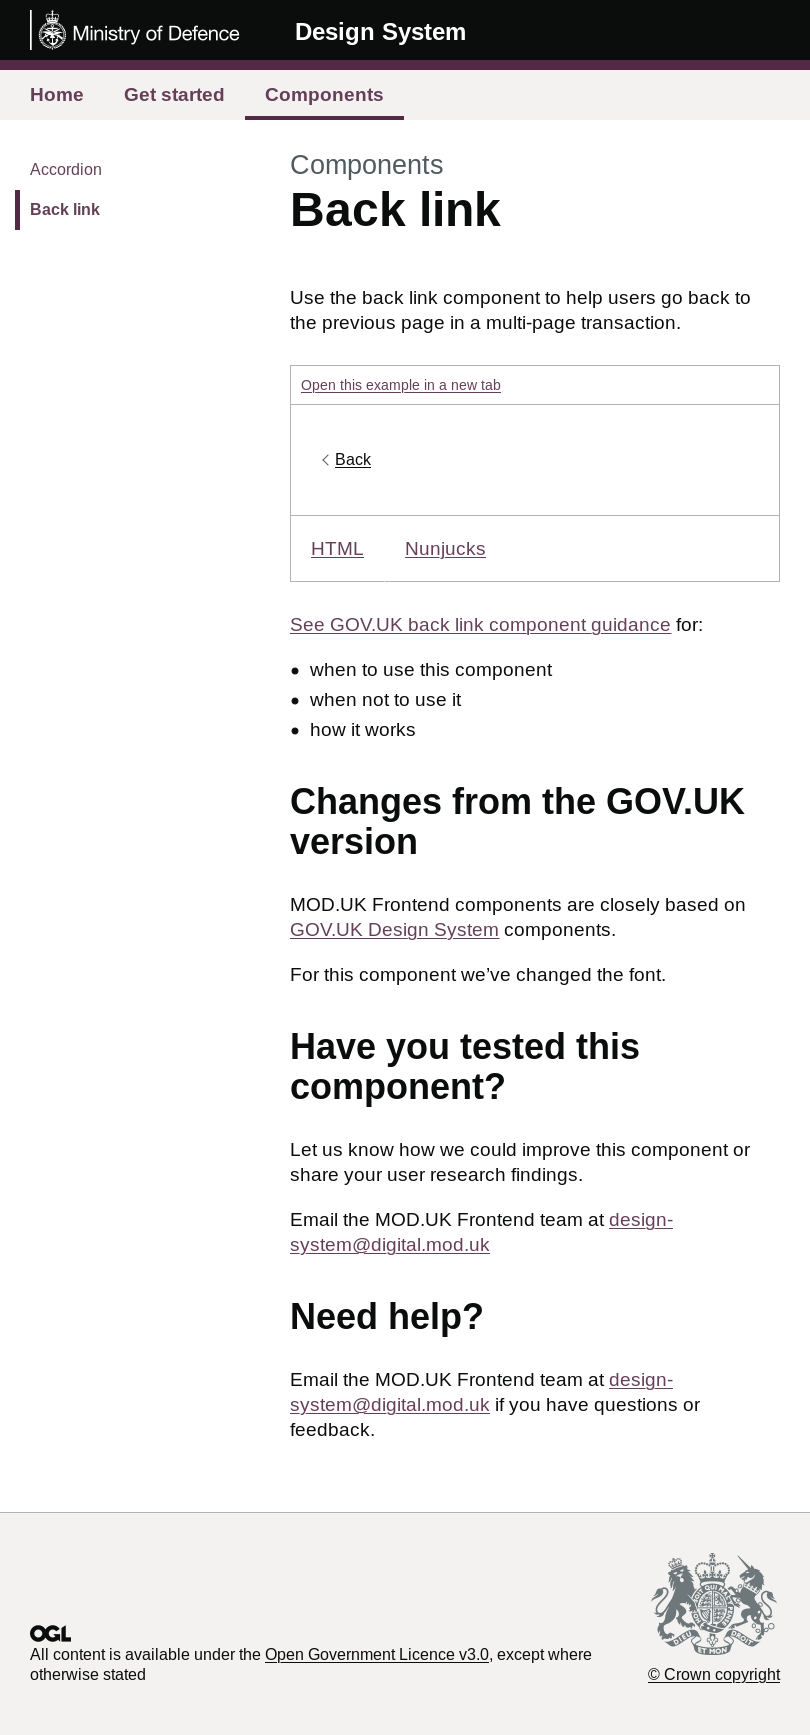 Ministry of Defence
Design System
Home
Get started
Components
Accordion
Back link
Components
Back link
Use the back link component to help users go back to
the previous page in a multi-page transaction.
Open this example in a new tab
Back
HTML
Nunjucks
See GOV.UK back link component guidance for:
• when to use this component
• when not to use it
• how it works
Changes from the GOV.UK
version
MOD.UK Frontend components are closely based on
GOV.UK Design System components.
For this component we’ve changed the font.
Have you tested this
component?
Let us know how we could improve this component or
share your user research findings.
Email the MOD.UK Frontend team at design-
system@digital.mod.uk
Need help?
Email the MOD.UK Frontend team at design-
system@digital.mod.uk if you have questions or
feedback.
OGL
All content is available under the Open Government Licence v3.0, except where
otherwise stated
DIEU ET MON DROIT
© Crown copyright